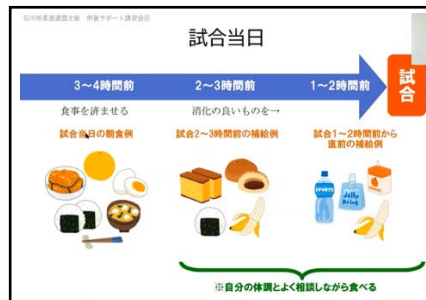 石川県柔道連盟主催 体食サポート講習会④
試合当日
3〜4時間前
2〜3時間前
1〜2時間前
試合
食事を済ませる
消化の良いものを→
試合当日の朝食例
試合2〜3時間前の補給例
試合1〜2時間前から
直前の補給例
SPORTS
Jelly
Drink
※自分の体調とよく相談しながら食べる